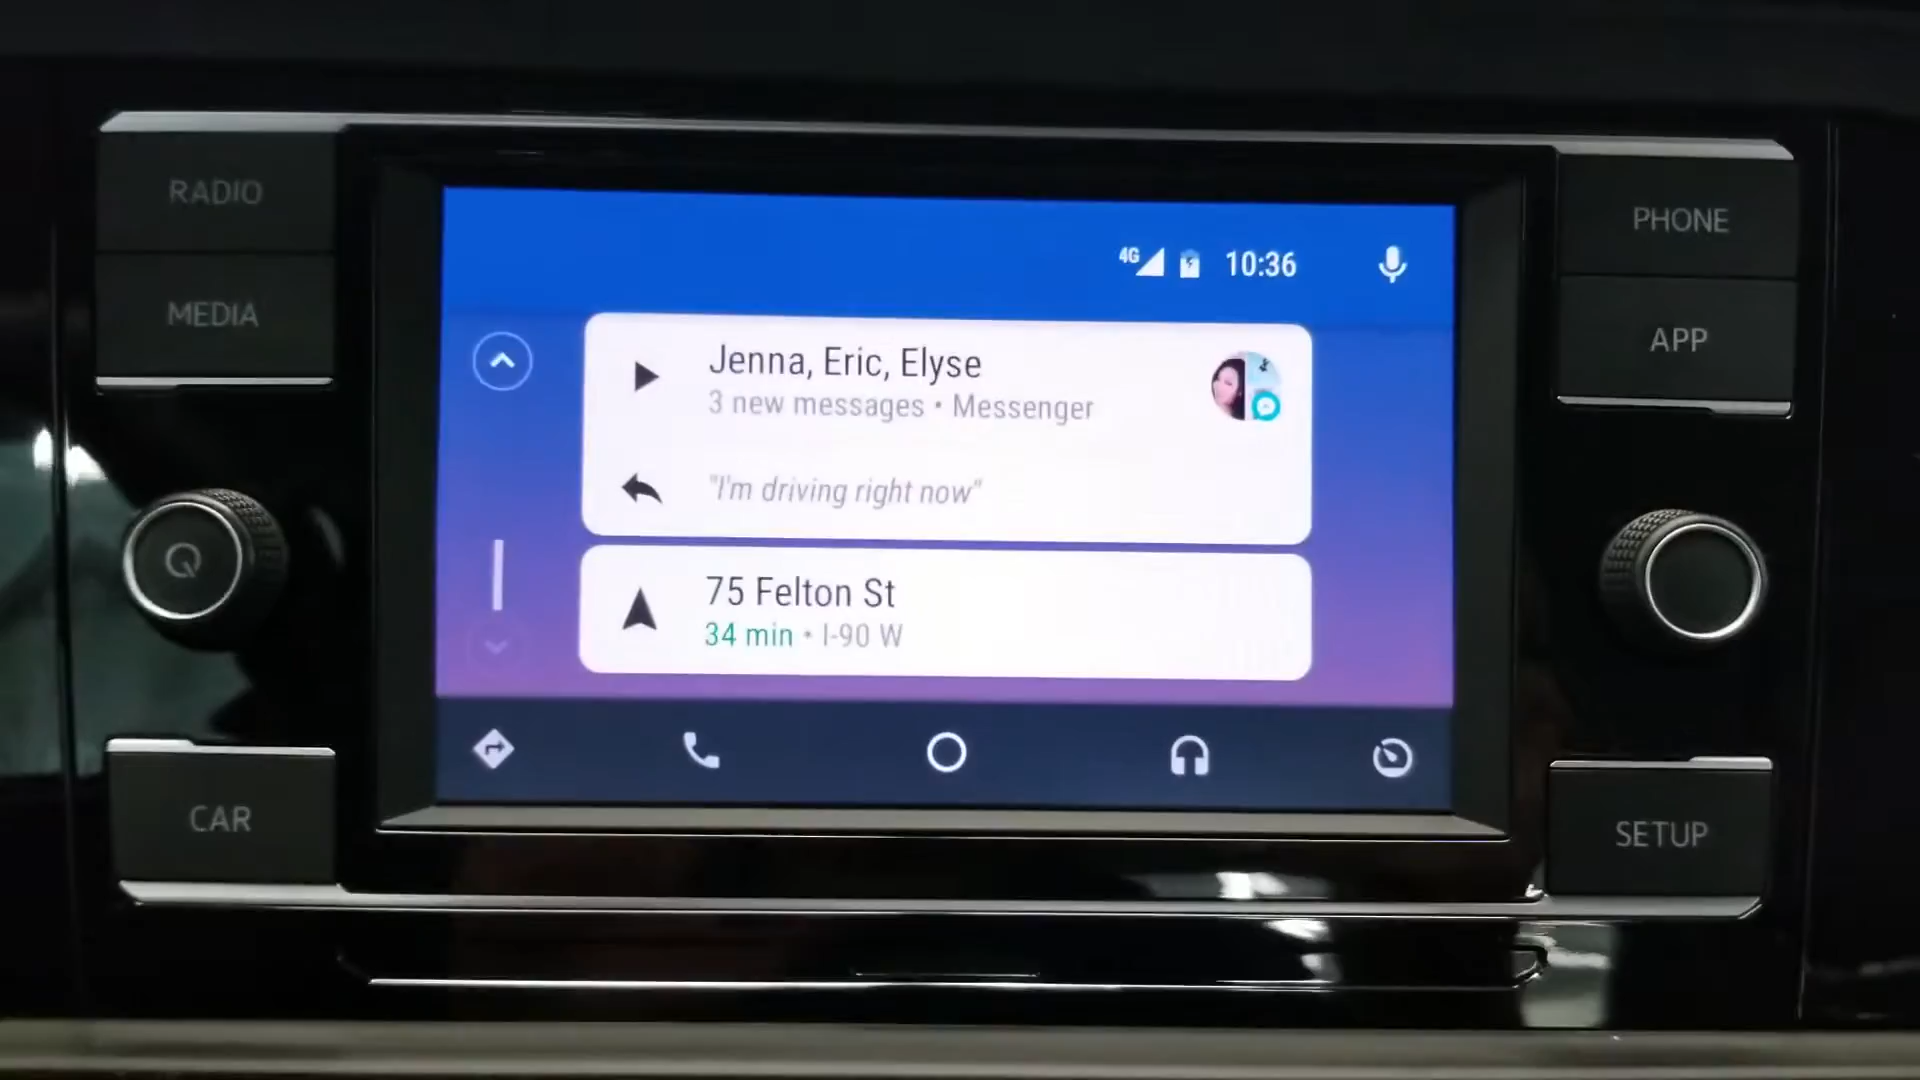 RADIO
MEDIA
CAR
4G
10:36
Jenna, Eric, Elyse
3 new messages • Messenger
"I'm driving right now"
75 Felton St
34 min • I-90 W
PHONE
APP
SETUP